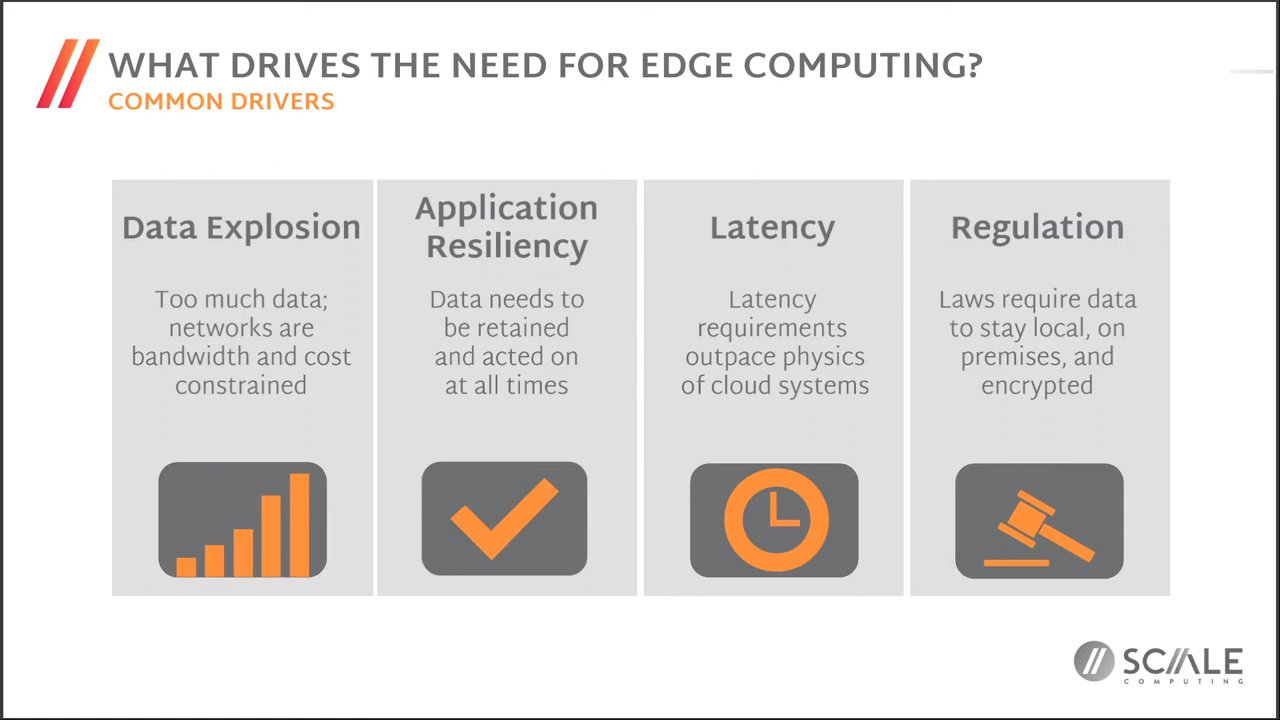 WHAT DRIVES THE NEED FOR EDGE COMPUTING?
COMMON DRIVERS
Data Explosion
Too much data;
networks are
bandwidth and cost
constrained
Application
Resiliency
Data needs to
be retained
and acted on
at all times
Latency
Latency
requirements
outpace physics
of cloud systems
Regulation
Laws require data
to stay local, on
premises, and
encrypted
SCALE
COMPUTING